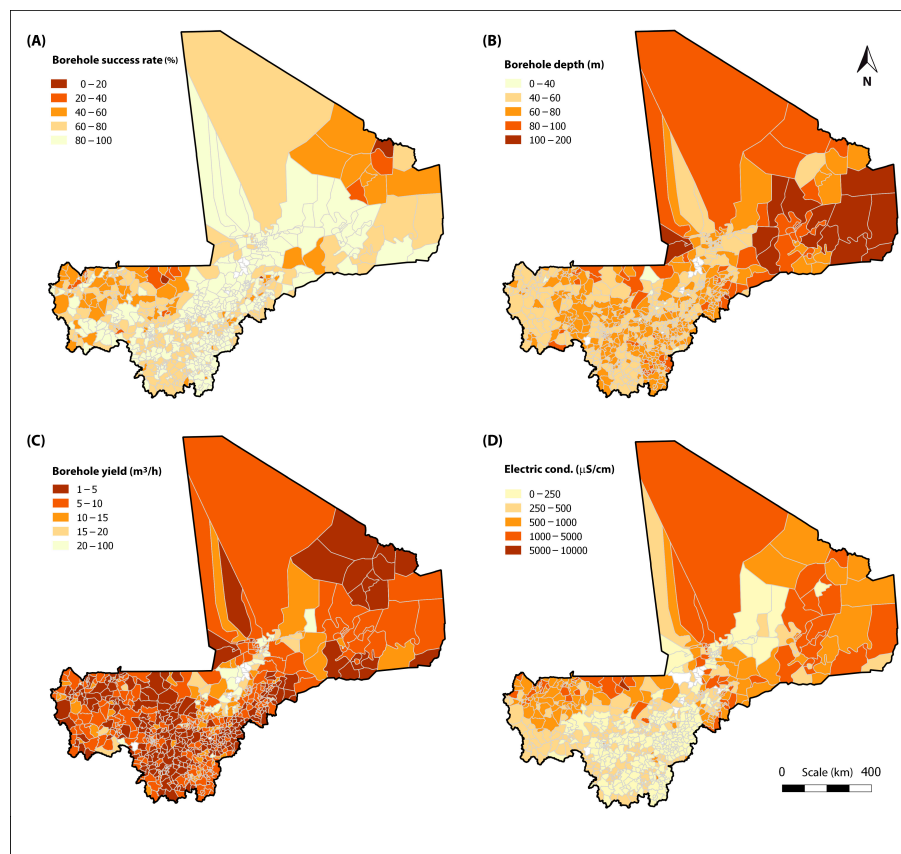 (A)
Borehole success rate (%)
0 – 20
20 – 40
40 – 60
60 – 80
80 – 100
(B)
Borehole depth (m)
0 – 40
40 – 60
60 – 80
80 – 100
100 – 200
N
(C)
Borehole yield (m³/h)
1 – 5
5 – 10
10 – 15
15 – 20
20 – 100
(D)
Electric cond. (µS/cm)
0 – 250
250 – 500
500 – 1000
1000 – 5000
5000 – 10000
0 Scale (km) 400